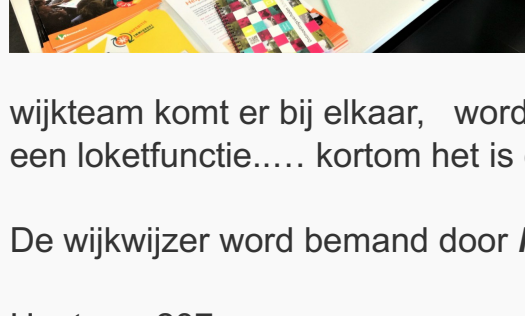 wijkteam komt er bij elkaar, word
een loketfunctie..... kortom het is
De wijkwijzer word bemand door